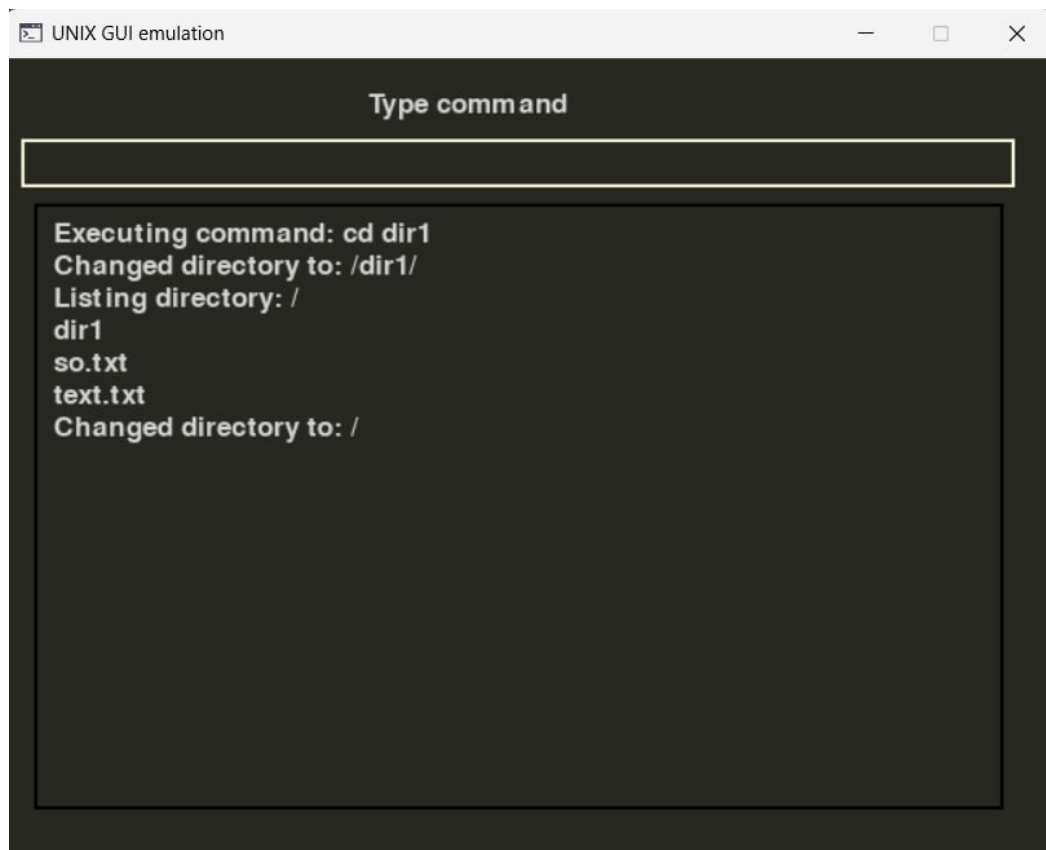 UNIX GUI emulation
Type command
Executing command: cd dir1
Changed directory to: /dir1/
Listing directory: /
dir1
so.txt
text.txt
Changed directory to: /